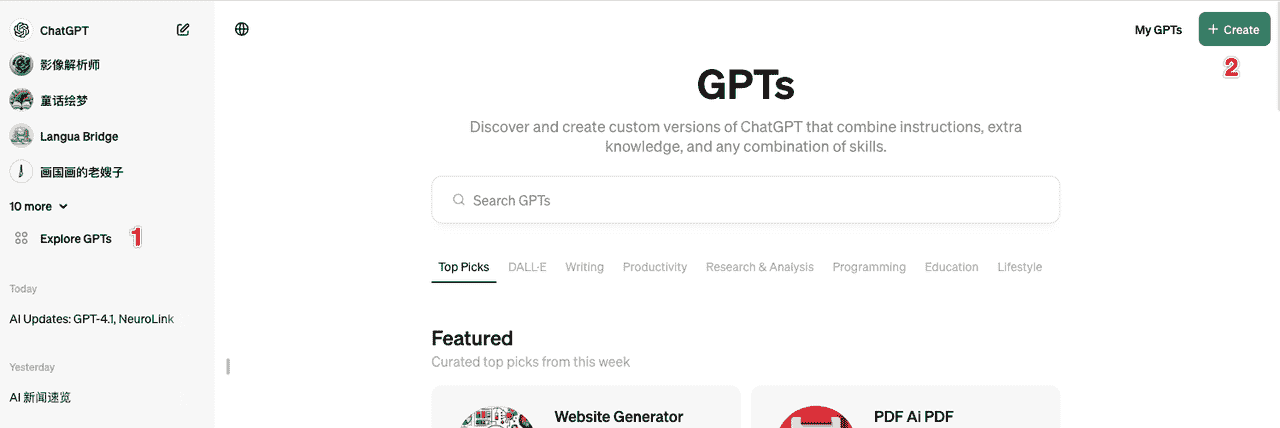 ChatGPT
影像解析师
童话绘梦
Langua Bridge
画国画的老嫂子
10 more
Explore GPTs 1
Today
AI Updates: GPT-4.1, NeuroLink
Yesterday
AI 新闻速览
My GPTs
+ Create
2
GPTs
Discover and create custom versions of ChatGPT that combine instructions, extra
knowledge, and any combination of skills.
Search GPTs
Top Picks DALL·E Writing Productivity Research & Analysis Programming Education Lifestyle
Featured
Curated top picks from this week
Website Generator
PDF Ai PDF